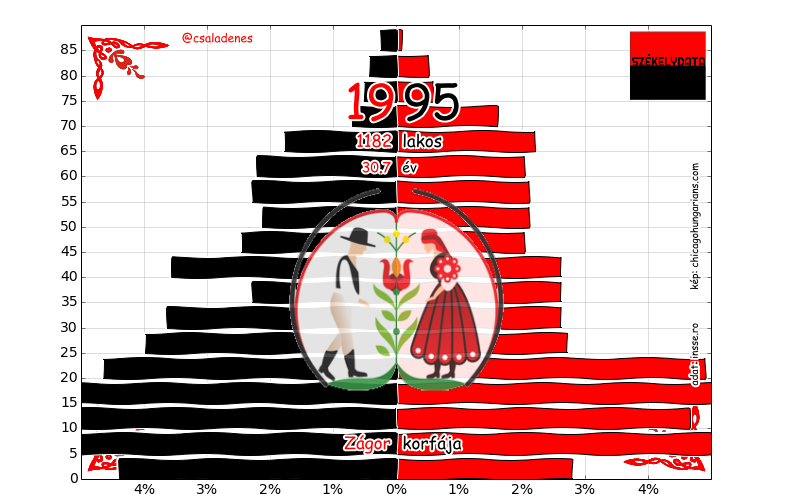 @csaladenes
SZÉKELYDATA
1995
1182 lakos
30.7 év
kép: chicagohungarians.com
adat: insse.ro
Zágor korfája
85
80
75
70
65
60
55
50
45
40
35
30
25
20
15
10
5
0
4% 3% 2% 1% 0% 1% 2% 3% 4%